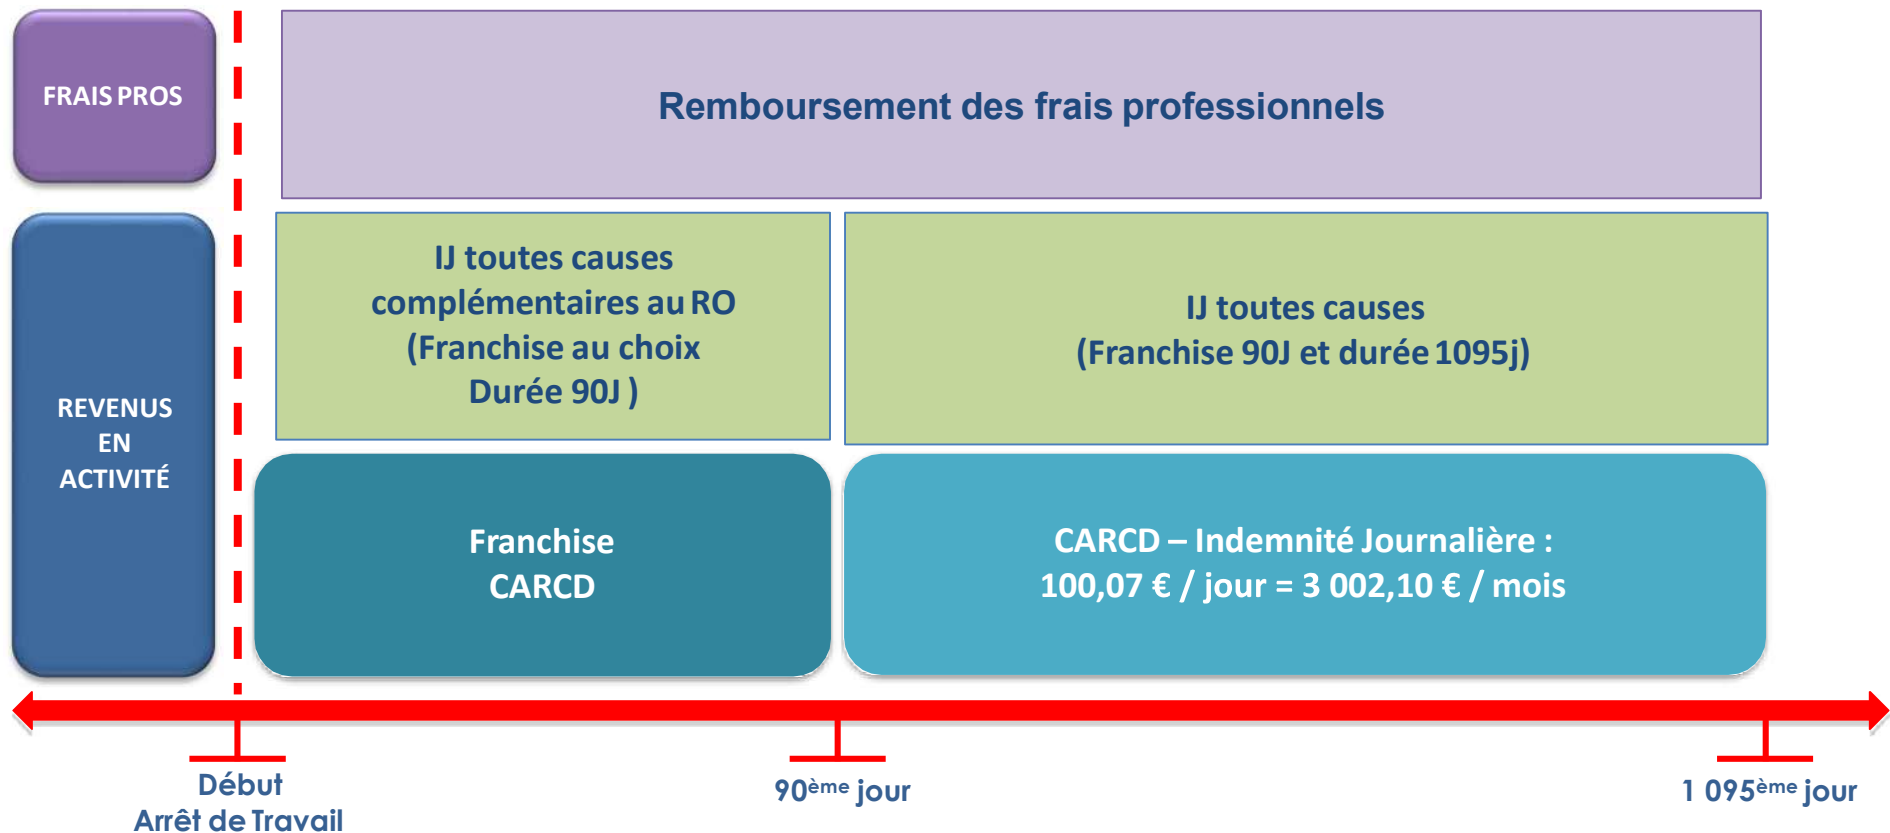 FRAIS PROS
Remboursement des frais professionnels
REVENUS
EN
ACTIVITÉ
IJ toutes causes
complémentaires au RO
(Franchise au choix
Durée 90J )
IJ toutes causes
(Franchise 90J et durée 1095j)
Franchise
CARCD
CARCD – Indemnité Journalière :
100,07 € / jour = 3 002,10 € / mois
Début
Arrêt de Travail
90ème jour
1 095ème jour